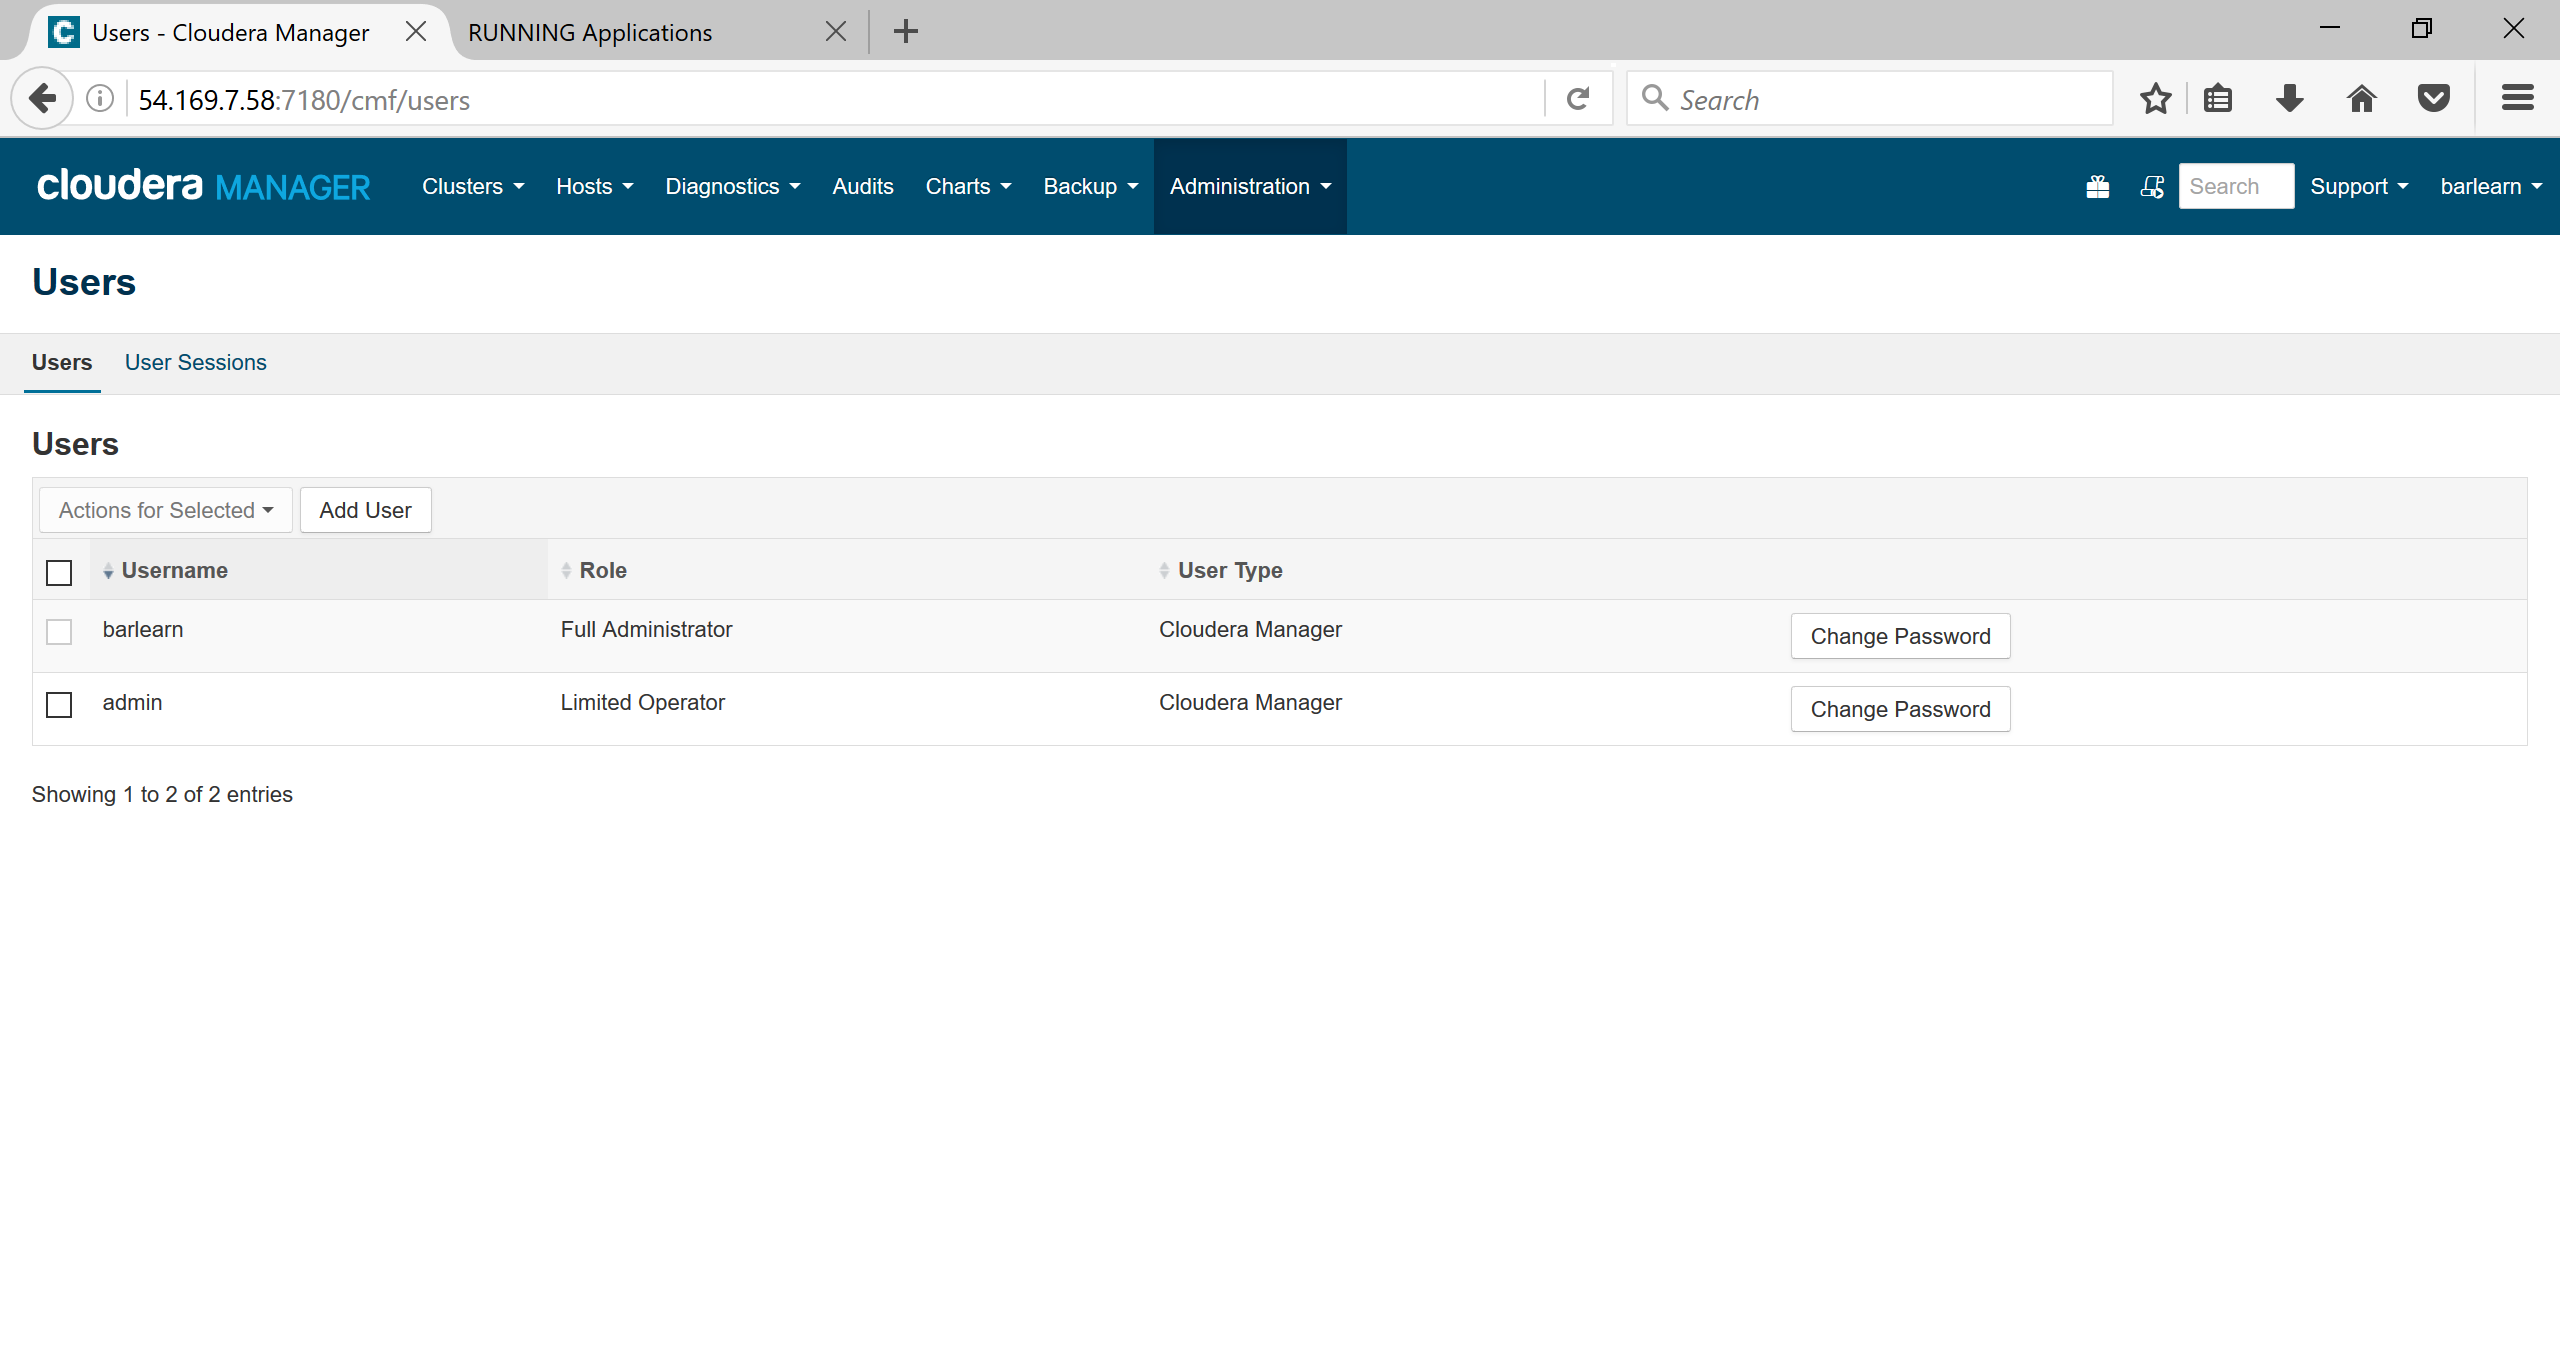 Users - Cloudera Manager RUNNING Applications
54.169.7.58:7180/cmf/users Search
cloudera MANAGER Clusters Hosts Diagnostics Audits Charts Backup Administration Search Support barlearn
Users
Users User Sessions
Users
Actions for Selected Add User
Username Role User Type
barlearn Full Administrator Cloudera Manager Change Password
admin Limited Operator Cloudera Manager Change Password
Showing 1 to 2 of 2 entries